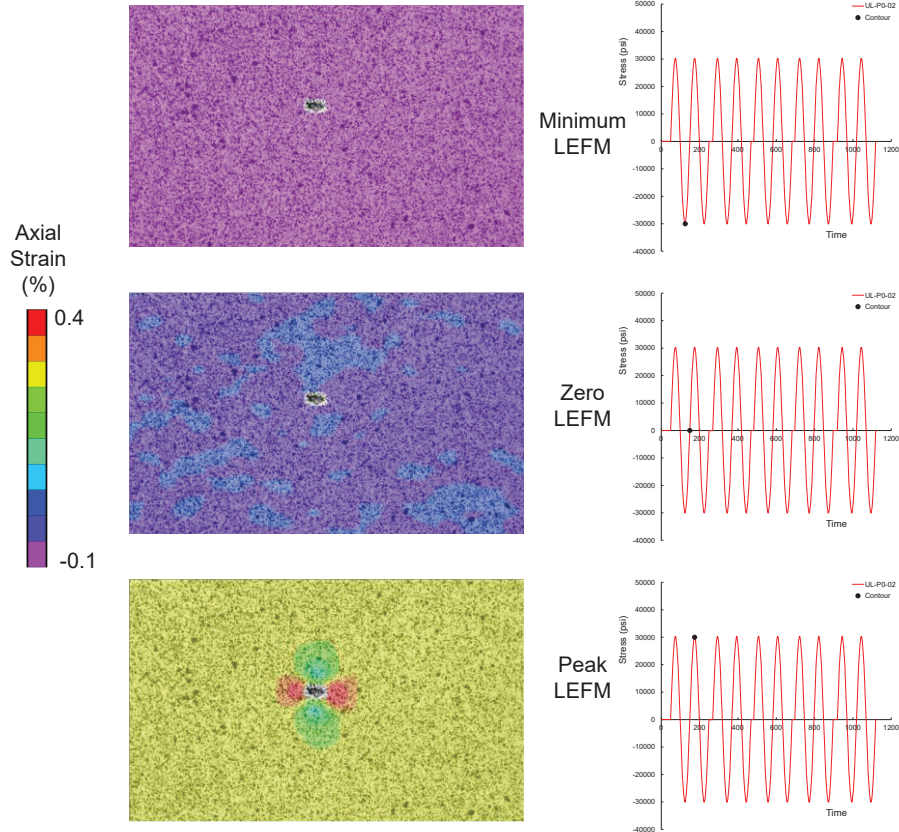 Axial
Strain
(%)
0.4
-0.1
Minimum
LEFM
Stress (psi)
50000
40000
30000
20000
10000
0
-10000
-20000
-30000
-40000
0
200
400
600
800
1000
1200
Time
UL-P0-02
Contour
Zero
LEFM
Stress (psi)
50000
40000
30000
20000
10000
0
-10000
-20000
-30000
-40000
0
200
400
600
800
1000
1200
Time
UL-P0-02
Contour
Peak
LEFM
Stress (psi)
50000
40000
30000
20000
10000
0
-10000
-20000
-30000
-40000
0
200
400
600
800
1000
1200
Time
UL-P0-02
Contour